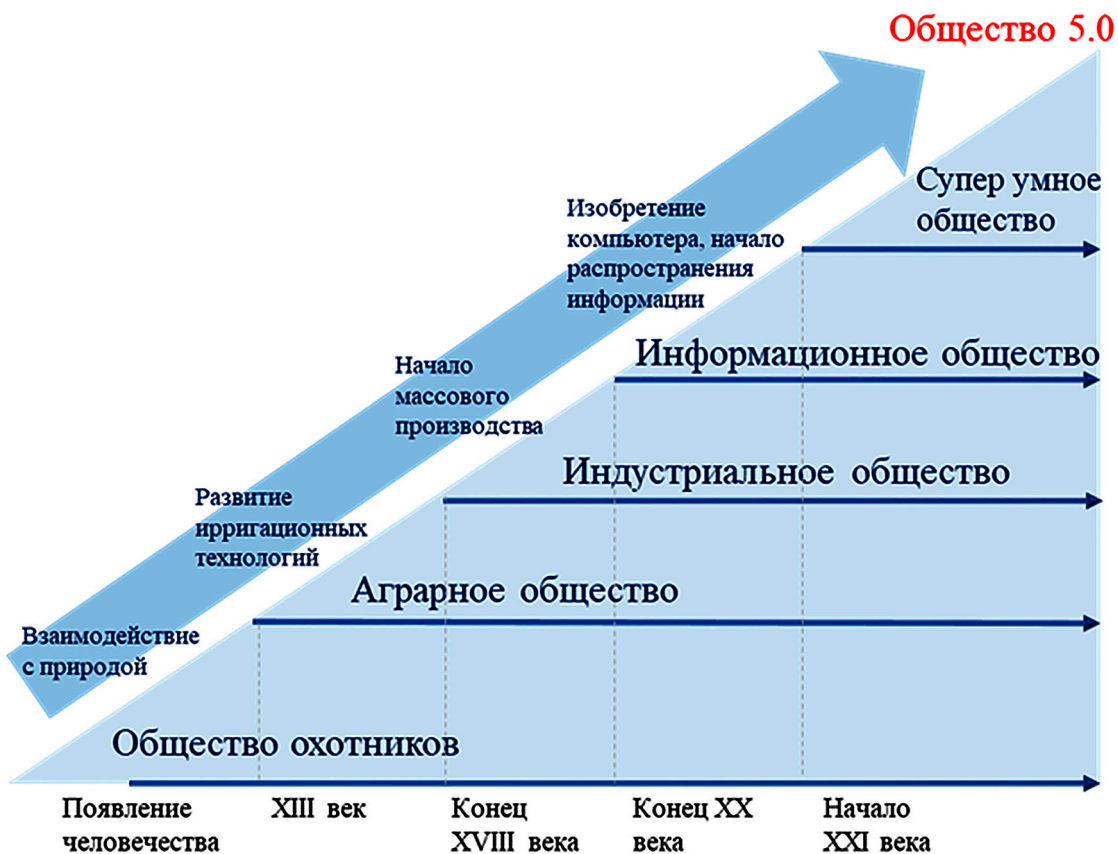 Общество 5.0
Супер умное
общество
Изобретение
компьютера, начало
распространения
информации
Информационное общество
Начало
массового
производства
Индустриальное общество
Развитие
ирригационных
технологий
Аграрное общество
Взаимодействие
с природой
Общество охотников
Появление
человечества
XIII век
Конец
XVIII века
Конец XX
века
Начало
XXI века